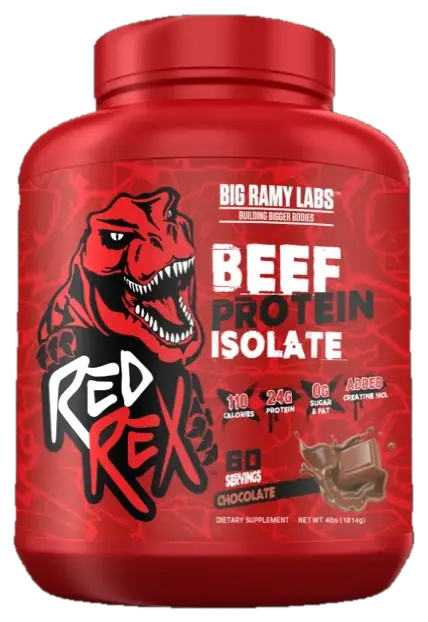 BIG RAMY LABS™
BUILDING BIGGER BODIES
BEEF
PROTEIN
ISOLATE
RED
REX
110
CALORIES
24G
PROTEIN
0G
SUGAR
& FAT
ADDED
CREATINE HCL
60
SERVINGS
CHOCOLATE
DIETARY SUPPLEMENT NET WT 4lbs (1814g)